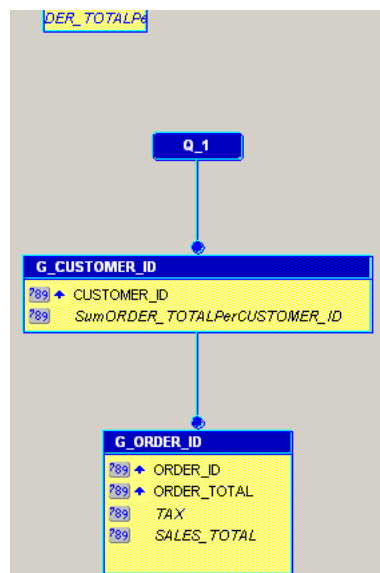 DER_TOTALPe
Q_1
G_CUSTOMER_ID
789 CUSTOMER_ID
789 SumORDER_TOTALPerCUSTOMER_ID
G_ORDER_ID
789 ORDER_ID
789 ORDER_TOTAL
789 TAX
789 SALES_TOTAL